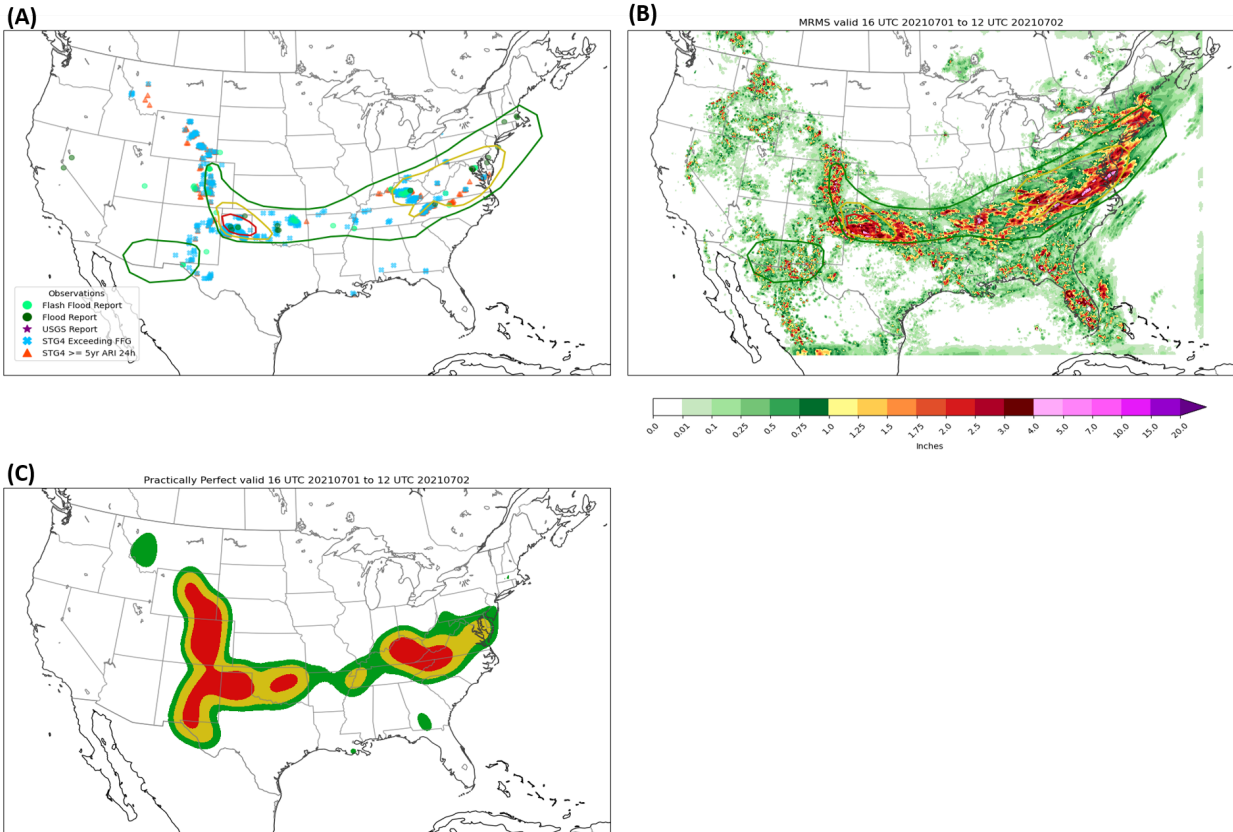 (A)
Observations
Flash Flood Report
Flood Report
USGS Report
STG4 Exceeding FFG
STG4 >= 5yr ARI 24h
(B)
MRMS valid 16 UTC 20210701 to 12 UTC 20210702
0.0 0.01 0.1 0.25 0.5 0.75 1.0 1.25 1.5 1.75 2.0 2.5 3.0 4.0 5.0 7.0 10.0 15.0 20.0
Inches
(C)
Practically Perfect valid 16 UTC 20210701 to 12 UTC 20210702